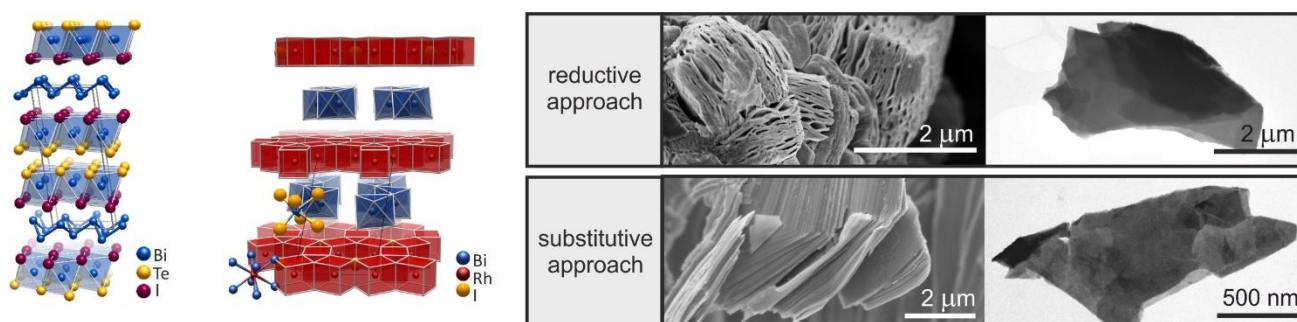 Bi
Te
I
Bi
Rh
I
reductive
approach
2 μm
2 μm
substitutive
approach
2 μm
500 nm